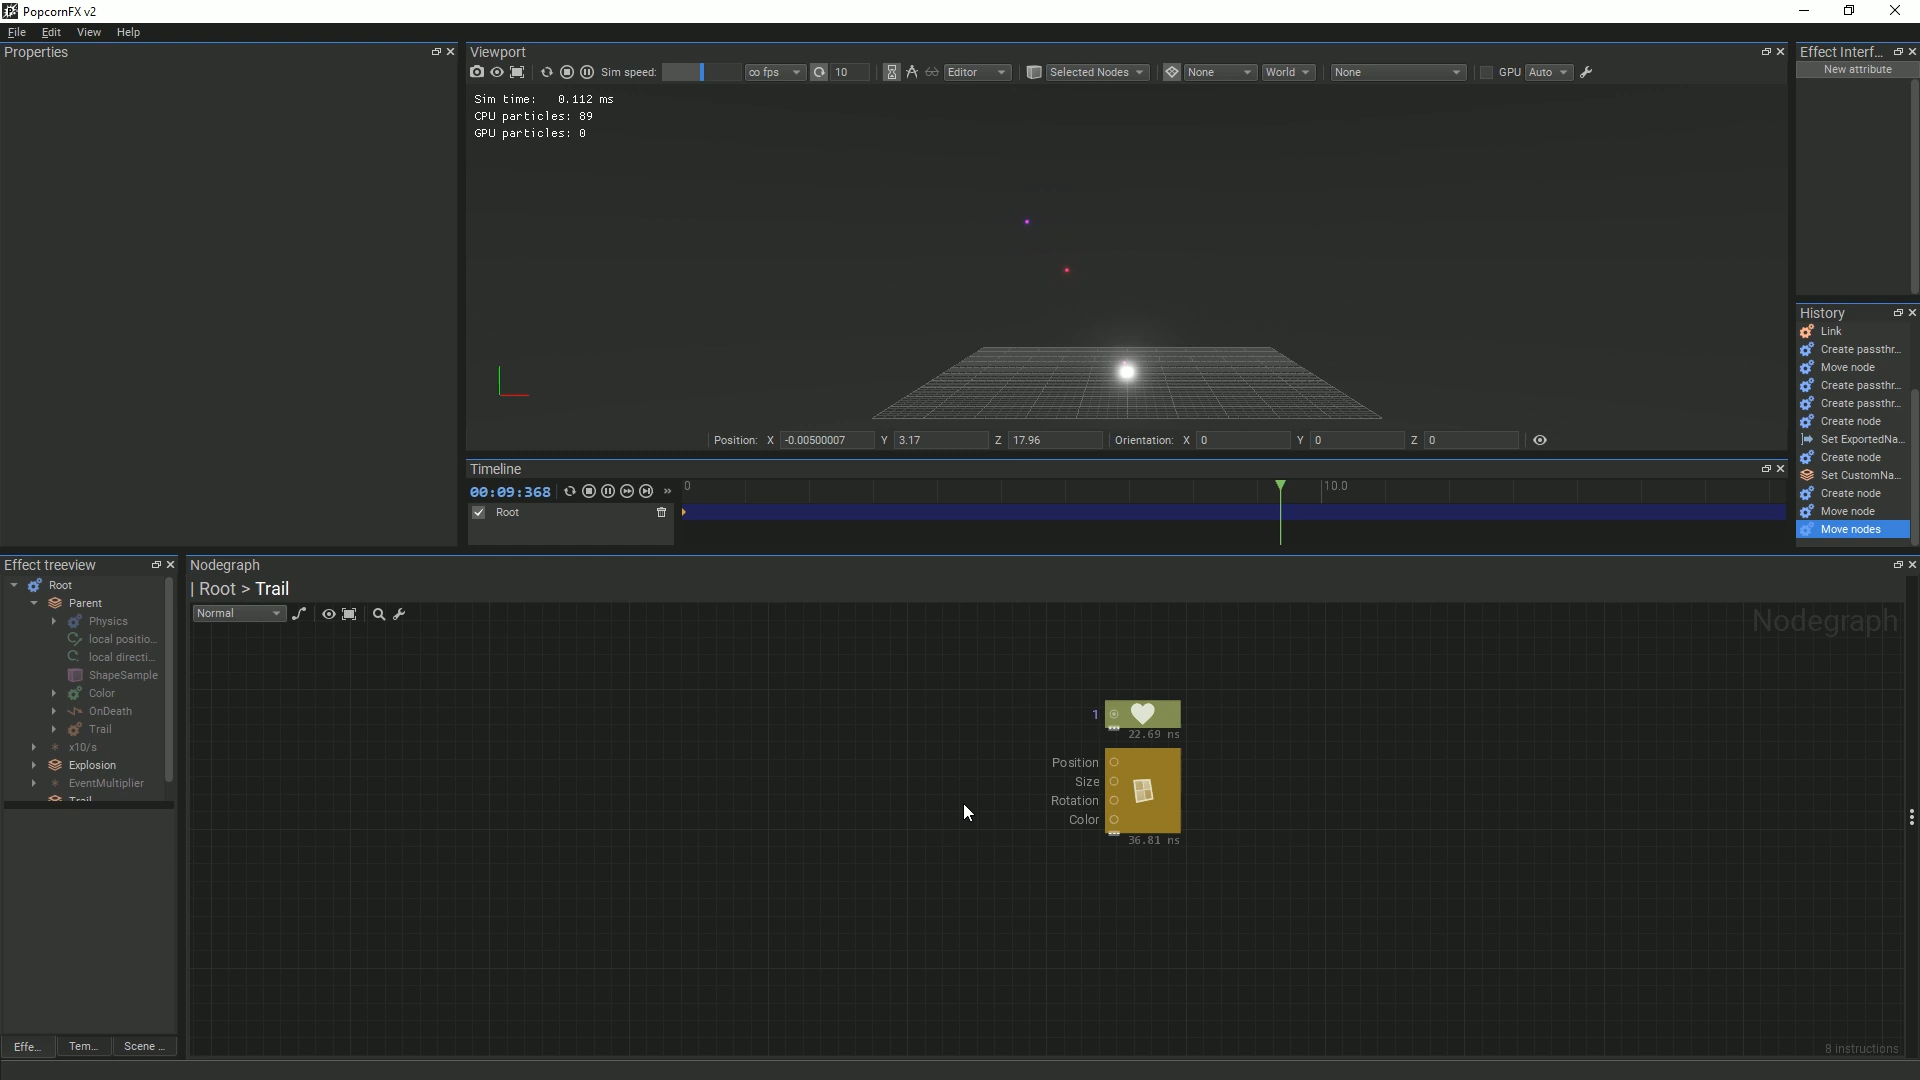 PopcornFX v2
File Edit View Help
Properties
Viewport
Sim speed: ∞ fps 10 Editor Selected Nodes None World None GPU Auto
Sim time: 0.112 ms
CPU particles: 89
GPU particles: 0
Position: X -0.00500007 Y 3.17 Z 17.96 Orientation: X 0 Y 0 Z 0
Effect Interf...
New attribute
History
Link
Create passthr...
Move node
Create passthr...
Create passthr...
Create node
Set ExportedNa...
Create node
Set CustomNa...
Create node
Move node
Move nodes
Timeline
00:09:368 » 0 10.0
Root
Effect treeview
Root
Parent
Physics
local positio...
local directi...
ShapeSample
Color
OnDeath
Trail
x10/s
Explosion
EventMultiplier
Trail
Effe... Tem... Scene ...
Nodegraph
| Root > Trail
Normal
Nodegraph
1
22.69 ns
Position
Size
Rotation
Color
36.81 ns
8 instructions